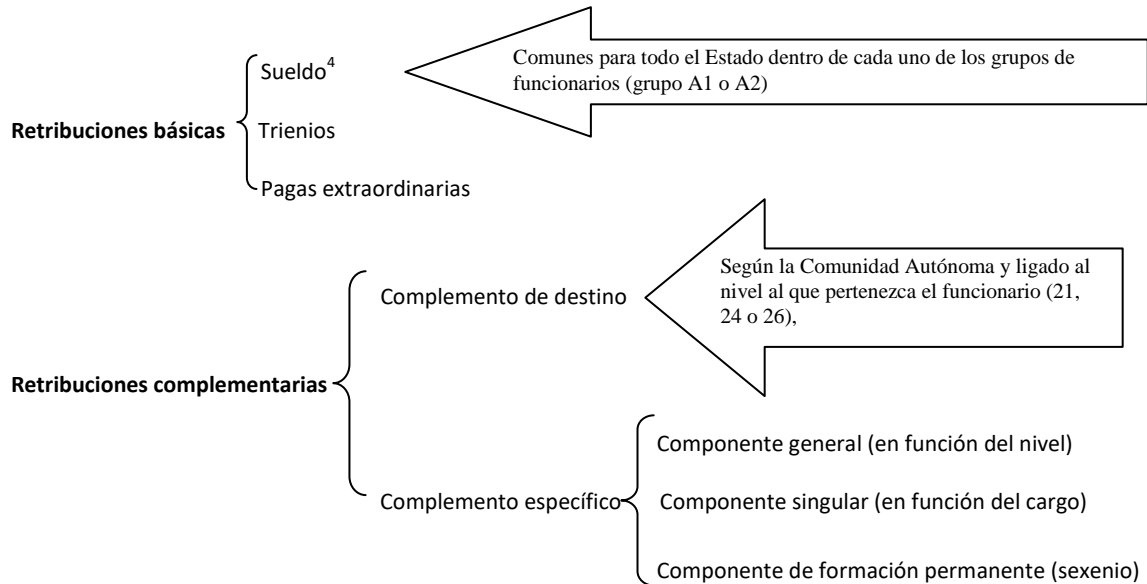 Retribuciones básicas
Sueldo⁴
Comunes para todo el Estado dentro de cada uno de los grupos de
funcionarios (grupo A1 o A2)
Trienios
Pagas extraordinarias
Retribuciones complementarias
Complemento de destino
Según la Comunidad Autónoma y ligado al
nivel al que pertenezca el funcionario (21,
24 o 26),
Complemento específico
Componente general (en función del nivel)
Componente singular (en función del cargo)
Componente de formación permanente (sexenio)